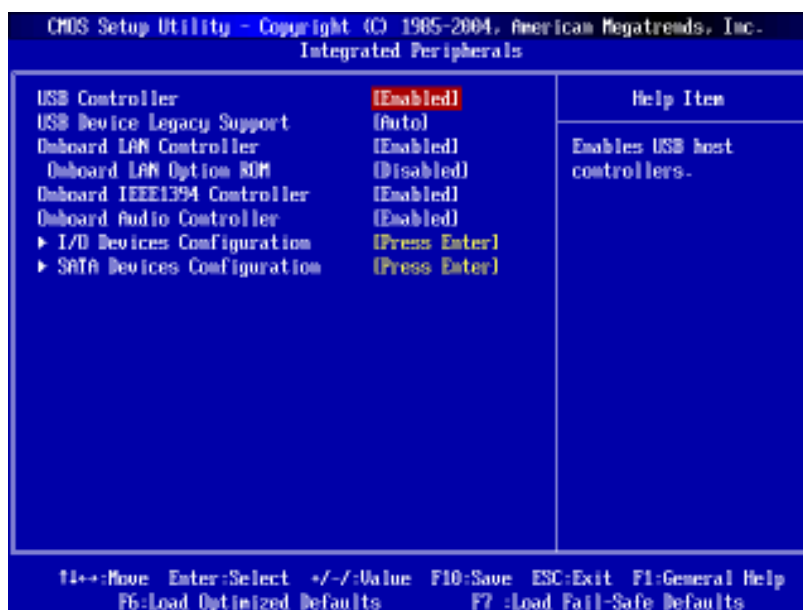 CMOS Setup Utility - Copyright (C) 1985-2004, American Megatrends, Inc.
Integrated Peripherals
USB Controller [Enabled]
USB Device Legacy Support [Auto]
Onboard LAN Controller [Enabled]
Onboard LAN Option ROM [Disabled]
Onboard IEEE1394 Controller [Enabled]
Onboard Audio Controller [Enabled]
► I/O Devices Configuration [Press Enter]
► SATA Devices Configuration [Press Enter]
Help Item
Enables USB host
controllers.
↑↓↔:Move Enter:Select +/-/:Value F10:Save ESC:Exit F1:General Help
F6:Load Optimized Defaults F7 :Load Fail-Safe Defaults